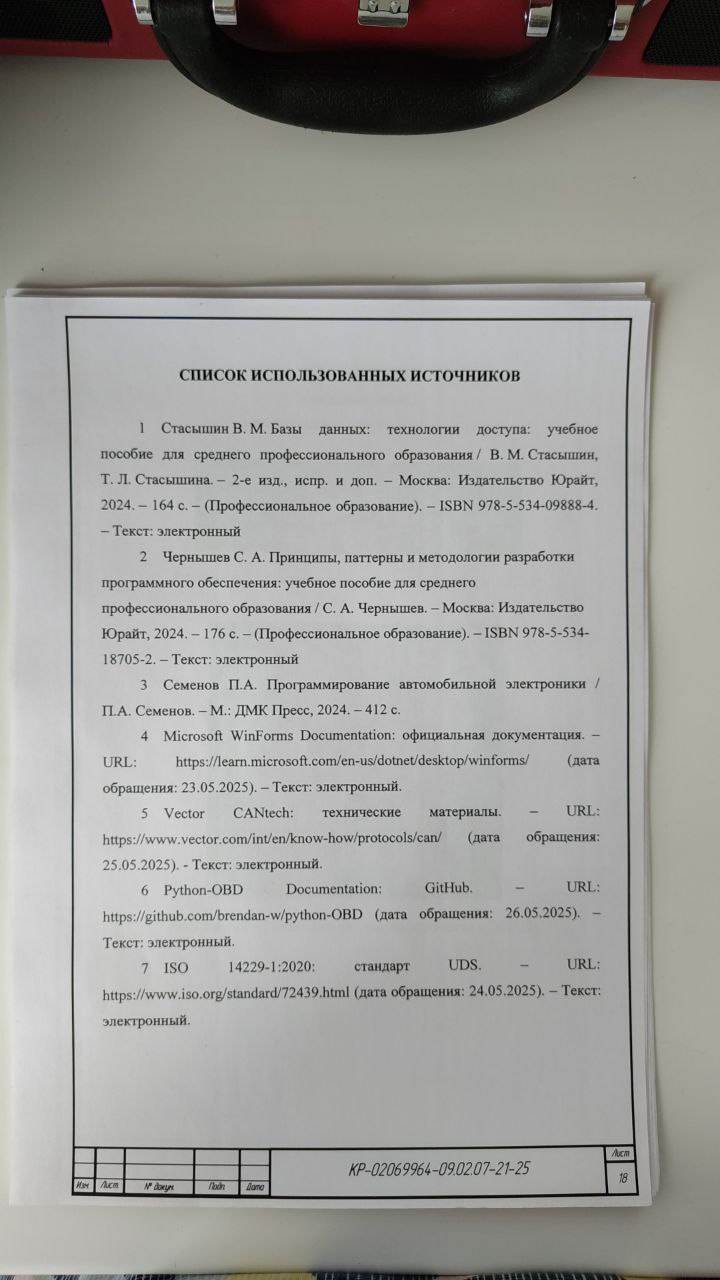 СПИСОК ИСПОЛЬЗОВАННЫХ ИСТОЧНИКОВ
1 Стасышин В. М. Базы данных: технологии доступа: учебное
пособие для среднего профессионального образования / В. М. Стасышин,
Т. Л. Стасышина. – 2-е изд., испр. и доп. – Москва: Издательство Юрайт,
2024. – 164 с. – (Профессиональное образование). – ISBN 978-5-534-09888-4.
– Текст: электронный
2 Чернышев С. А. Принципы, паттерны и методологии разработки
программного обеспечения: учебное пособие для среднего
профессионального образования / С. А. Чернышев. – Москва: Издательство
Юрайт, 2024. – 176 с. – (Профессиональное образование). – ISBN 978-5-534-
18705-2. – Текст: электронный
3 Семенов П.А. Программирование автомобильной электроники /
П.А. Семенов. – М.: ДМК Пресс, 2024. – 412 с.
4 Microsoft WinForms Documentation: официальная документация. –
URL: https://learn.microsoft.com/en-us/dotnet/desktop/winforms/ (дата
обращения: 23.05.2025). – Текст: электронный.
5 Vector CANtech: технические материалы. – URL:
https://www.vector.com/int/en/know-how/protocols/can/ (дата обращения:
25.05.2025). - Текст: электронный.
6 Python-OBD Documentation: GitHub. – URL:
https://github.com/brendan-w/python-OBD (дата обращения: 26.05.2025). –
Текст: электронный.
7 ISO 14229-1:2020: стандарт UDS. – URL:
https://www.iso.org/standard/72439.html (дата обращения: 24.05.2025). – Текст:
электронный.
КР-02069964-09.02.07-21-25
Лист
18
Изм. Лист. № докум. Подп. Дата